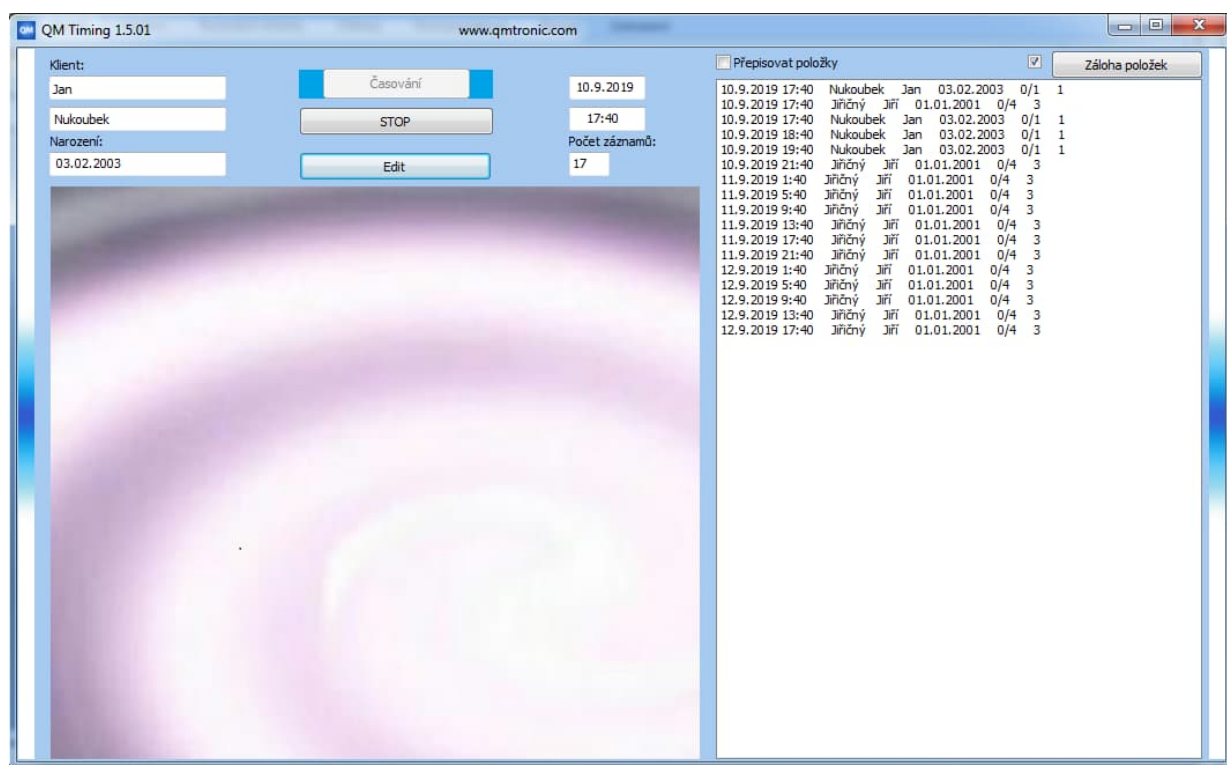 QM QM Timing 1.5.01 www.qmtronic.com
Klient:
Jan
Nukoubek
Narození:
03.02.2003
Časování
STOP
Edit
10.9.2019
17:40
Počet záznamů:
17
Přepisovat položky
Záloha položek
10.9.2019 17:40 Nukoubek Jan 03.02.2003 0/1 1
10.9.2019 17:40 Jiřičný Jiří 01.01.2001 0/4 3
10.9.2019 17:40 Nukoubek Jan 03.02.2003 0/1 1
10.9.2019 18:40 Nukoubek Jan 03.02.2003 0/1 1
10.9.2019 19:40 Nukoubek Jan 03.02.2003 0/1 1
10.9.2019 21:40 Jiřičný Jiří 01.01.2001 0/4 3
11.9.2019 1:40 Jiřičný Jiří 01.01.2001 0/4 3
11.9.2019 5:40 Jiřičný Jiří 01.01.2001 0/4 3
11.9.2019 9:40 Jiřičný Jiří 01.01.2001 0/4 3
11.9.2019 13:40 Jiřičný Jiří 01.01.2001 0/4 3
11.9.2019 17:40 Jiřičný Jiří 01.01.2001 0/4 3
11.9.2019 21:40 Jiřičný Jiří 01.01.2001 0/4 3
12.9.2019 1:40 Jiřičný Jiří 01.01.2001 0/4 3
12.9.2019 5:40 Jiřičný Jiří 01.01.2001 0/4 3
12.9.2019 9:40 Jiřičný Jiří 01.01.2001 0/4 3
12.9.2019 13:40 Jiřičný Jiří 01.01.2001 0/4 3
12.9.2019 17:40 Jiřičný Jiří 01.01.2001 0/4 3